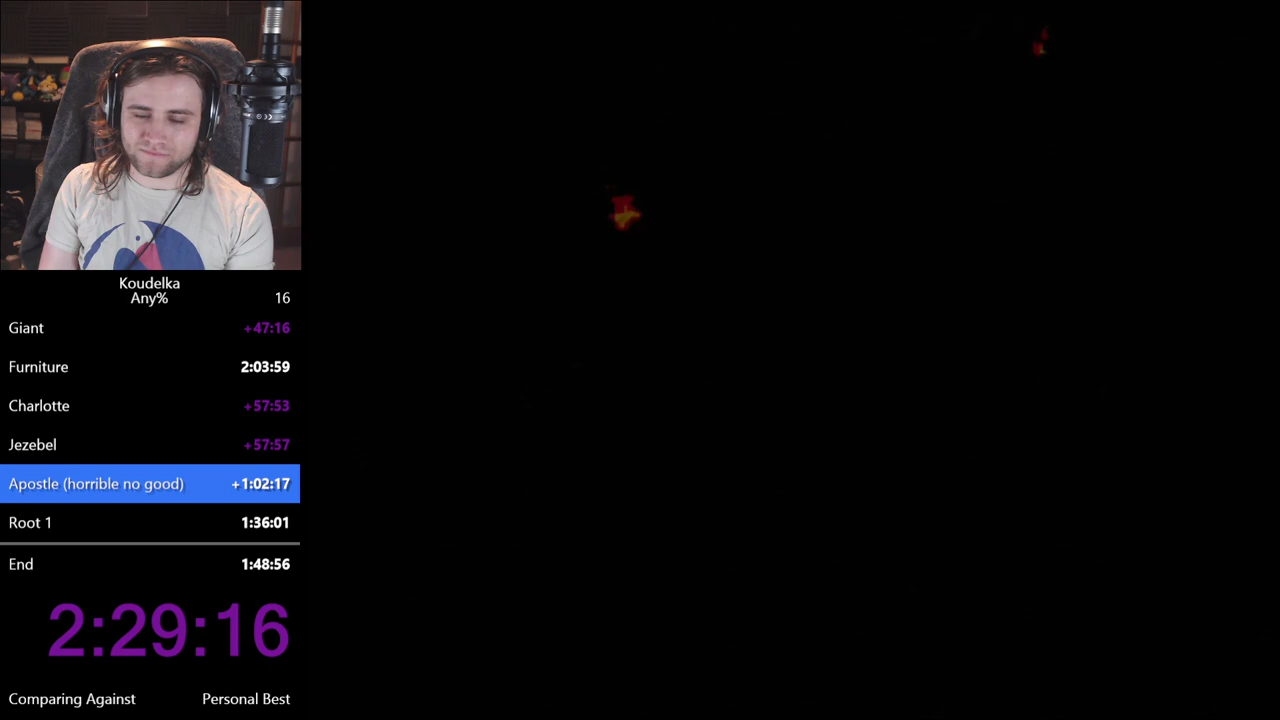 Koudelka
Any% 16
Giant +47:16
Furniture 2:03:59
Charlotte +57:53
Jezebel +57:57
Apostle (horrible no good) +1:02:17
Root 1 1:36:01
End 1:48:56
2:29:16
Comparing Against Personal Best